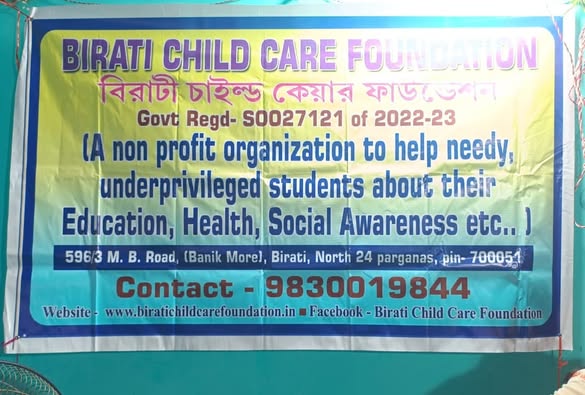 BIRATI CHILD CARE FOUNDATION
বিরাটী চাইল্ড কেয়ার ফাউন্ডেশন
Govt Regd- S0027121 of 2022-23
(A non profit organization to help needy,
underprivileged students about their
Education, Health, Social Awareness etc.. )
596/3 M. B. Road, (Banik More), Birati, North 24 parganas, pin- 700051
Contact - 9830019844
Website - www.biratichildcarefoundation.in ■ Facebook - Birati Child Care Foundation